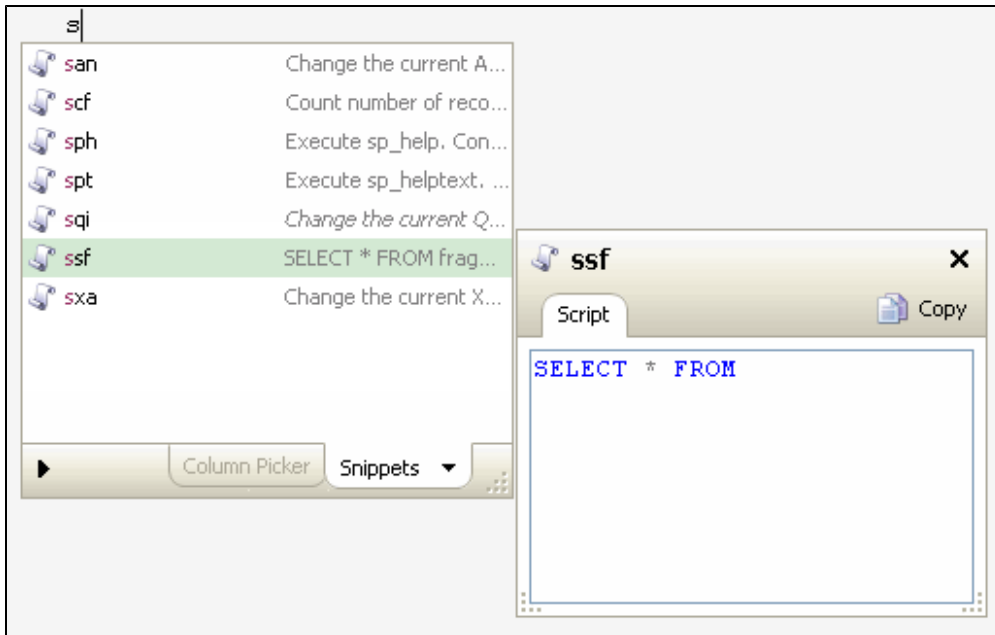 s
san Change the current A...
scf Count number of reco...
sph Execute sp_help. Con...
spt Execute sp_helptext. ...
sqi Change the current Q...
ssf SELECT * FROM frag...
sxa Change the current X...
Column Picker Snippets
ssf
Script Copy
SELECT * FROM